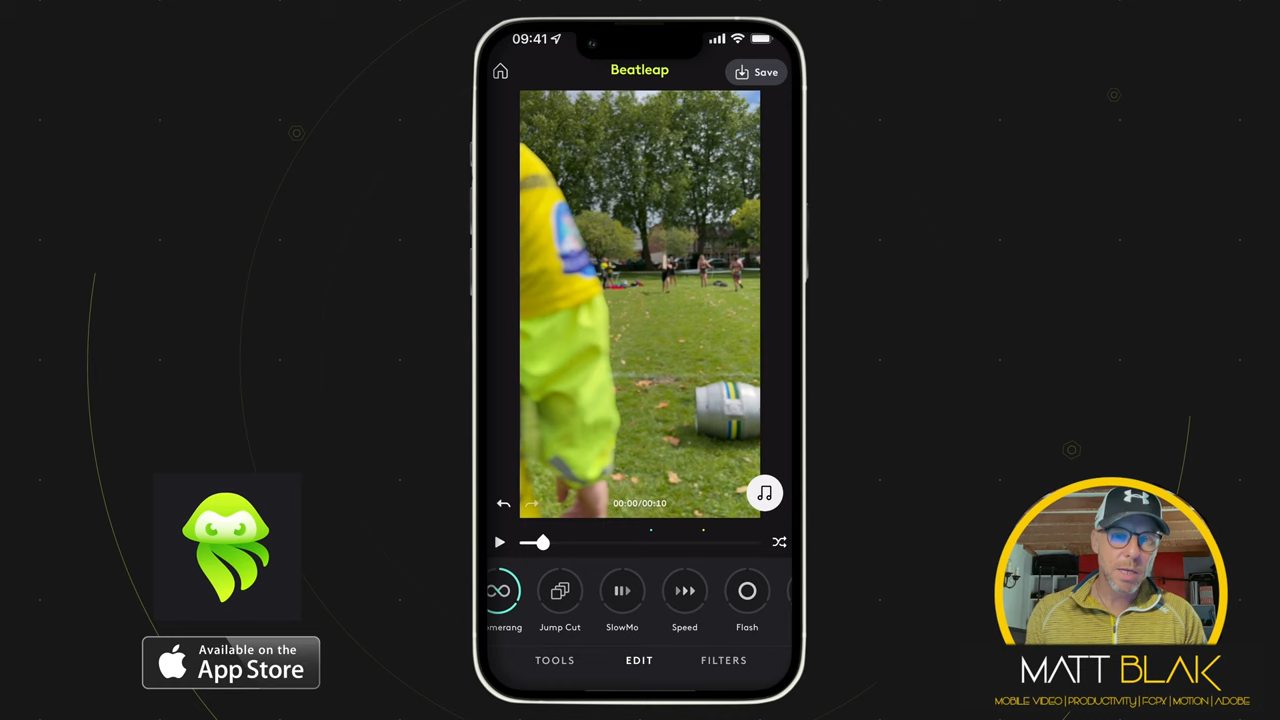 09:41
Beatleap
Save
00:00/00:10
omerang
Jump Cut
SlowMo
Speed
Flash
TOOLS
EDIT
FILTERS
Available on the
App Store
MATT BLAK
MOBILE VIDEO | PRODUCTIVITY | FCPX | MOTION | ADOBE